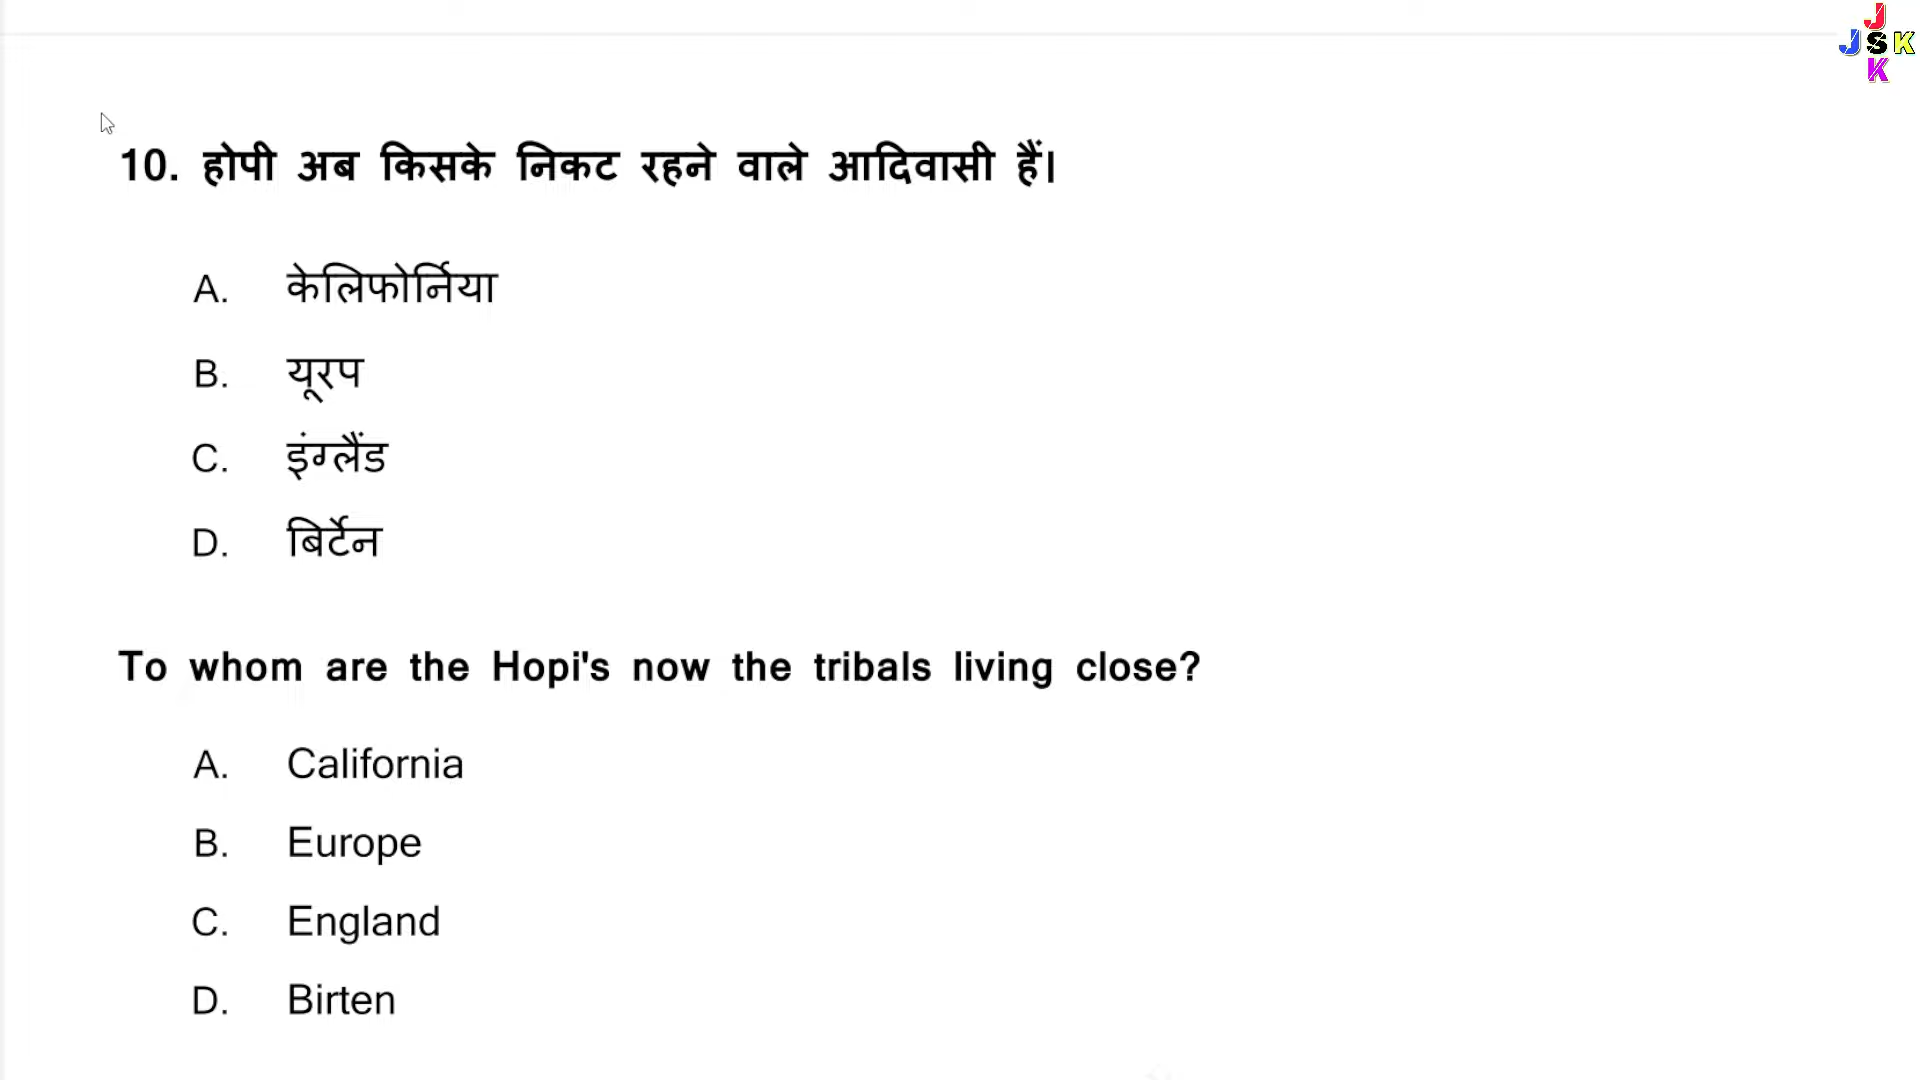 J
J S K
K
10. होपी अब किसके निकट रहने वाले आदिवासी हैं।
A. केलिफोर्निया
B. यूरप
C. इंग्लैंड
D. बिर्टेन
To whom are the Hopi's now the tribals living close?
A. California
B. Europe
C. England
D. Birten